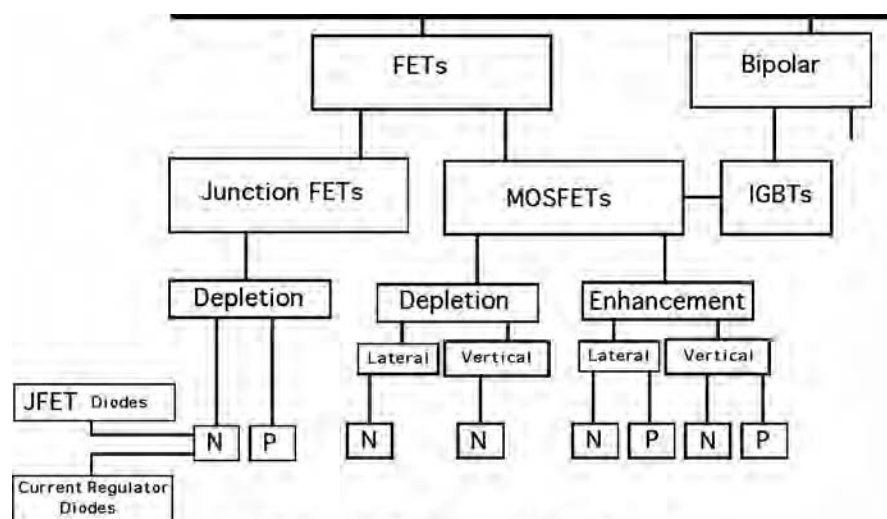 FETs
Bipolar
Junction FETs
MOSFETs
IGBTs
Depletion
Depletion
Enhancement
Lateral
Vertical
Lateral
Vertical
JFET Diodes
N
P
N
N
N
P
N
P
Current Regulator
Diodes